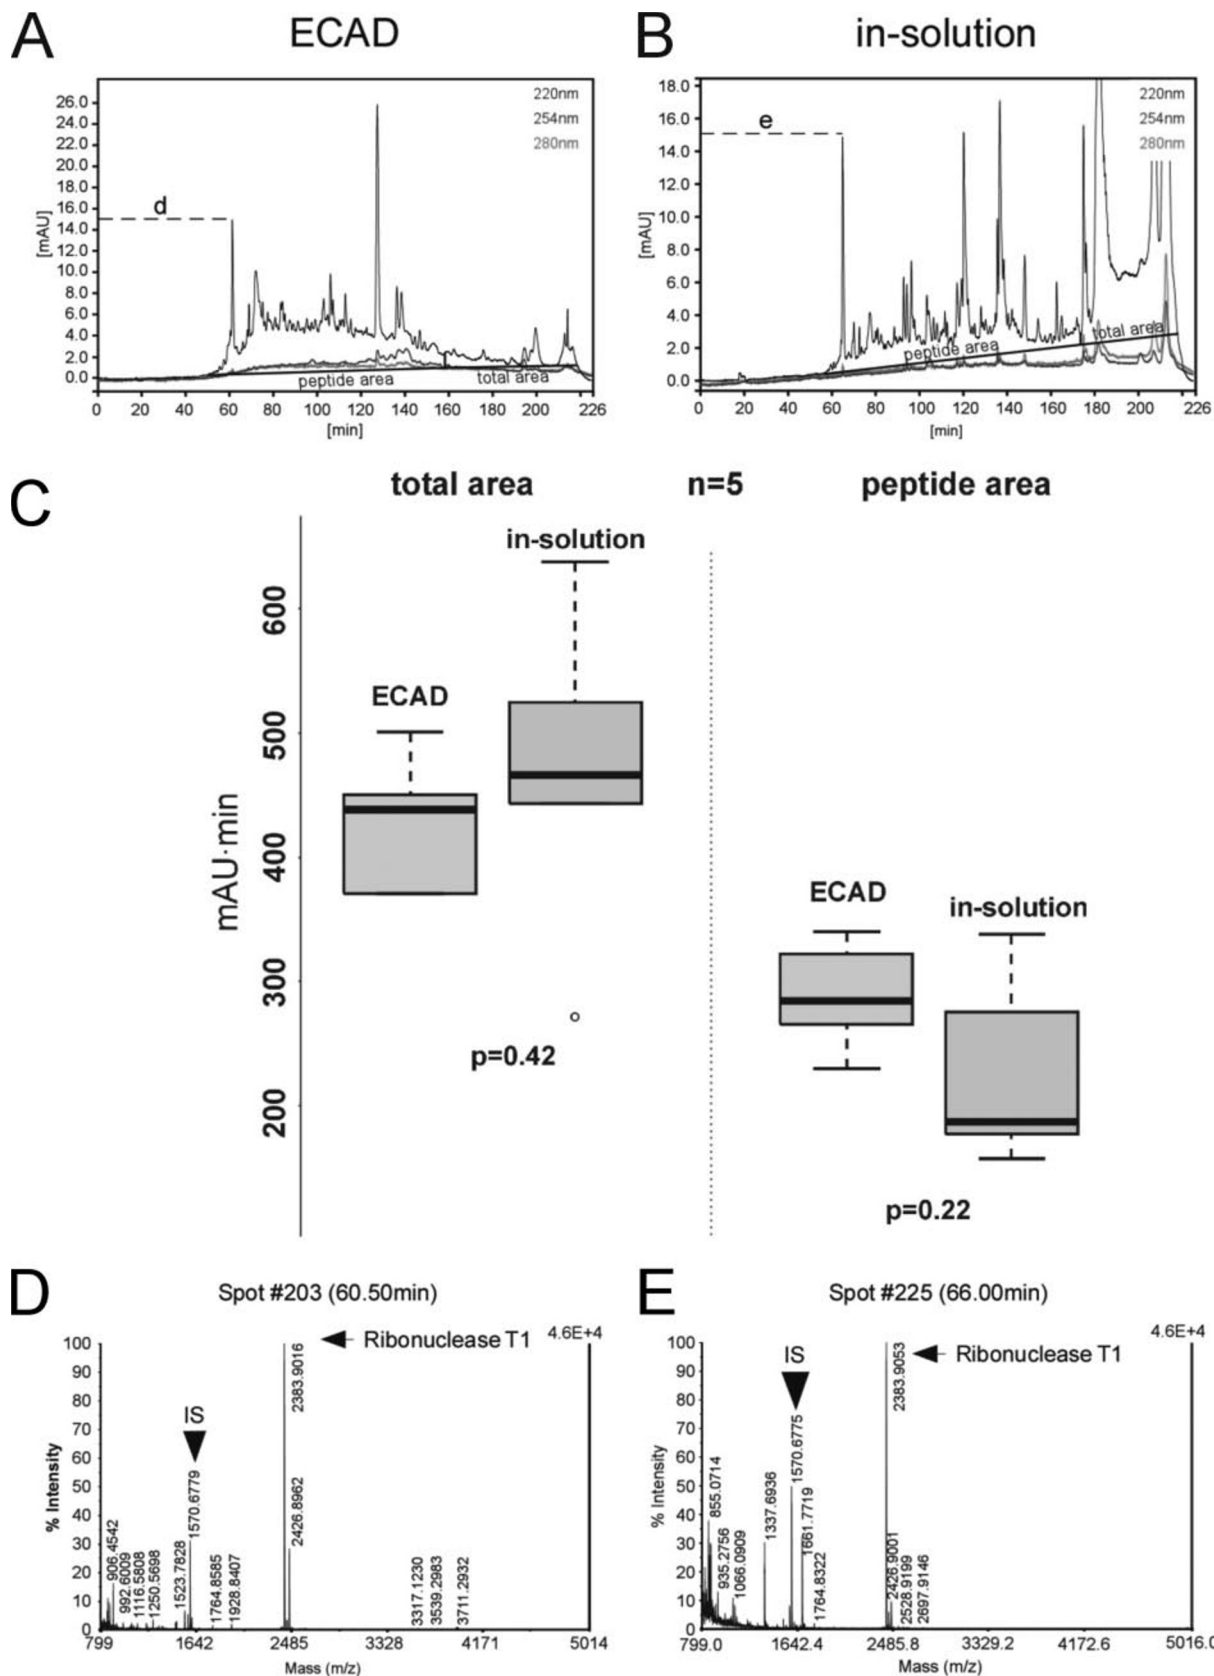 A ECAD
B in-solution
26.0
24.0
22.0
20.0
18.0
16.0
14.0
12.0
10.0
8.0
6.0
4.0
2.0
0.0
[mAU]
220nm
254nm
280nm
d
peptide area
total area
0 20 40 60 80 100 120 140 160 180 200 226
[min]
18.0
16.0
14.0
12.0
10.0
8.0
6.0
4.0
2.0
0.0
[mAU]
220nm
254nm
280nm
e
peptide area
total area
0 20 40 60 80 100 120 140 160 180 200 226
[min]
C
total area n=5 peptide area
mAU·min
600
500
400
300
200
ECAD
in-solution
p=0.42
ECAD
in-solution
p=0.22
D
Spot #203 (60.50min)
4.6E+4
Ribonuclease T1
IS
% Intensity
100
90
80
70
60
50
40
30
20
10
0
906.4542
992.6009
1116.5808
1250.5698
1523.7828
1570.6779
1764.8585
1928.8407
2383.9016
2426.8962
3317.1230
3539.2983
3711.2932
799 1642 2485 3328 4171 5014
Mass (m/z)
E
Spot #225 (66.00min)
4.6E+4
Ribonuclease T1
IS
% Intensity
100
90
80
70
60
50
40
30
20
10
0
855.0714
935.2756
1066.0909
1337.6936
1570.6775
1661.7719
1764.8322
2383.9053
2426.9001
2528.9199
2697.9146
799.0 1642.4 2485.8 3329.2 4172.6 5016.0
Mass (m/z)